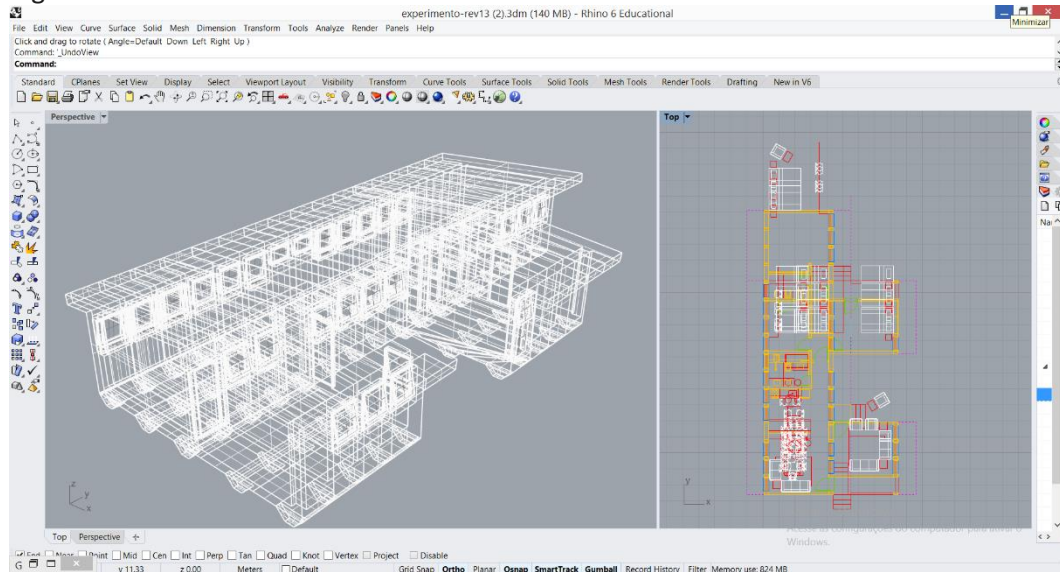 experimento-rev13 (2).3dm (140 MB) - Rhino 6 Educational
Minimizar
File Edit View Curve Surface Solid Mesh Dimension Transform Tools Analyze Render Panels Help
Click and drag to rotate ( Angle=Default Down Left Right Up )
Command: '_UndoView
Command:
Standard CPlanes Set View Display Select Viewport Layout Visibility Transform Curve Tools Surface Tools Solid Tools Mesh Tools Render Tools Drafting New in V6
Perspective
Top
z
y
x
y
x
Windows.
Top Perspective
End Near Point Mid Cen Int Perp Tan Quad Knot Vertex Project Disable
G
y 11.33 z 0.00 Meters Default Grid Snap Ortho Planar Osnap SmartTrack Gumball Record History Filter Memory use: 824 MB